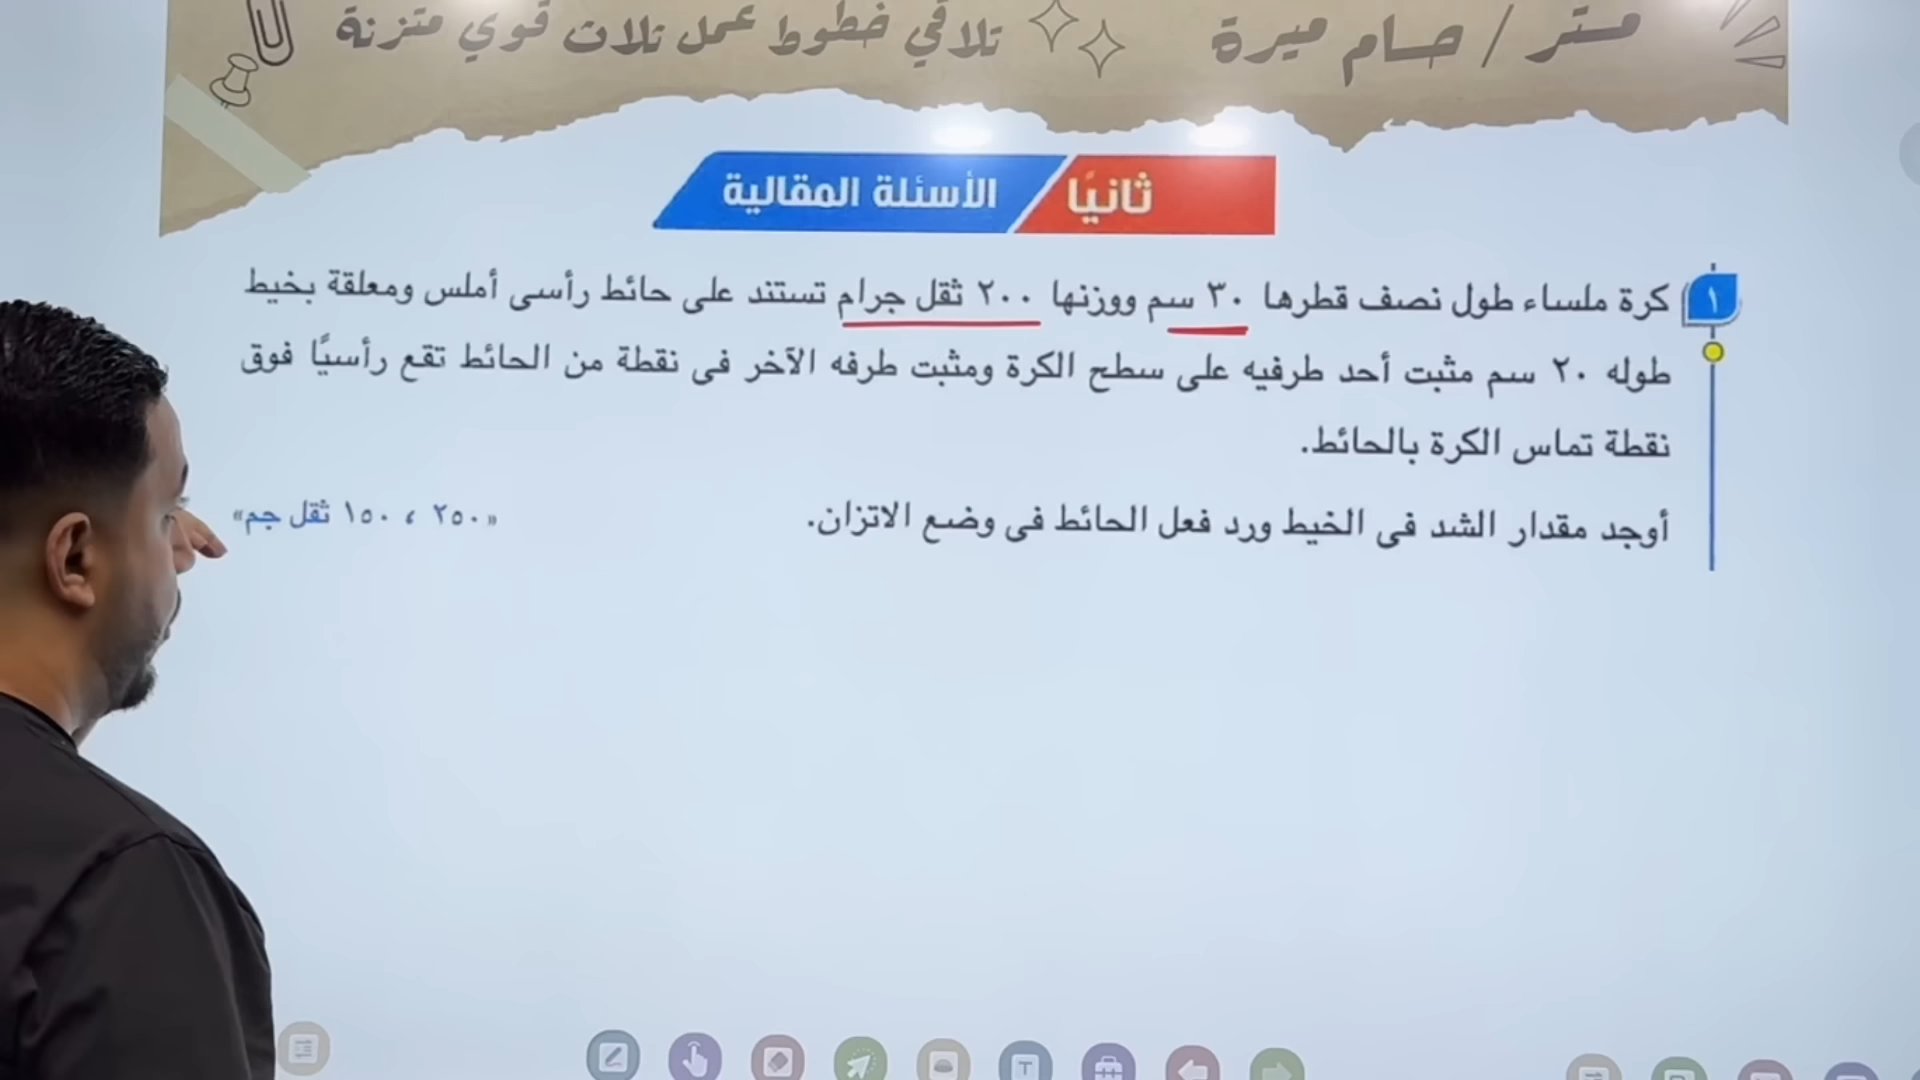 مستر / حسام ميرة
تلاقي خطوط عمل تلات قوي متزنة
ثانيًا الأسئلة المقالية
١ كرة ملساء طول نصف قطرها ٣٠ سم ووزنها ٢٠٠ ثقل جرام تستند على حائط رأسى أملس ومعلقة بخيط
طوله ٢٠ سم مثبت أحد طرفيه على سطح الكرة ومثبت طرفه الآخر فى نقطة من الحائط تقع رأسيًا فوق
نقطة تماس الكرة بالحائط.
أوجد مقدار الشد فى الخيط ورد فعل الحائط فى وضع الاتزان.
«٢٥٠ ، ١٥٠ ثقل جم»